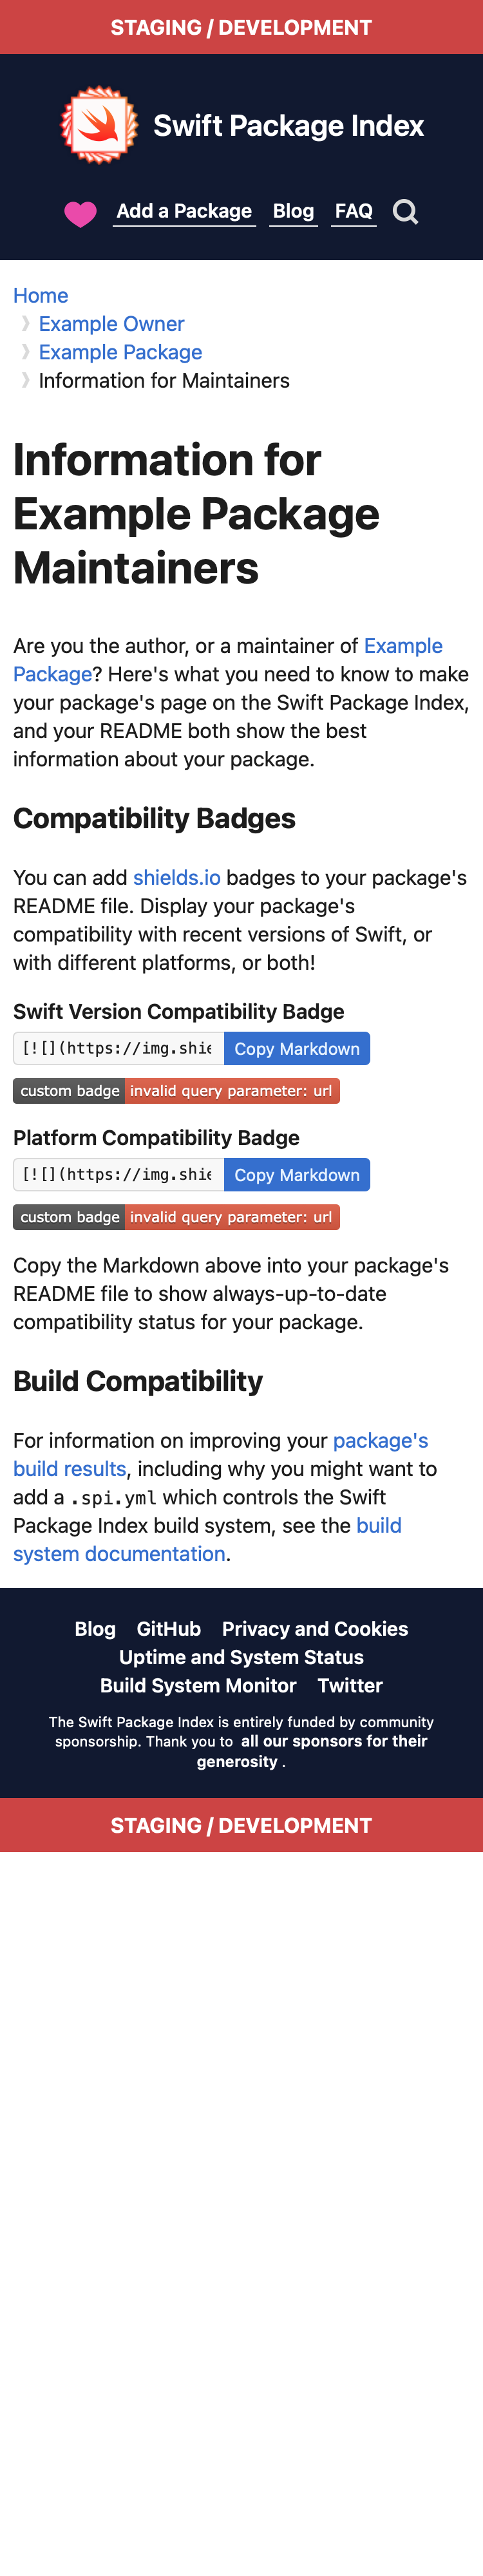 STAGING / DEVELOPMENT
Swift Package Index
Add a Package Blog FAQ
Home
Example Owner
Example Package
Information for Maintainers
Information for
Example Package
Maintainers
Are you the author, or a maintainer of Example
Package? Here's what you need to know to make
your package's page on the Swift Package Index,
and your README both show the best
information about your package.
Compatibility Badges
You can add shields.io badges to your package's
README file. Display your package's
compatibility with recent versions of Swift, or
with different platforms, or both!
Swift Version Compatibility Badge
[![](https://img.shie Copy Markdown
custom badge invalid query parameter: url
Platform Compatibility Badge
[![](https://img.shie Copy Markdown
custom badge invalid query parameter: url
Copy the Markdown above into your package's
README file to show always-up-to-date
compatibility status for your package.
Build Compatibility
For information on improving your package's
build results, including why you might want to
add a .spi.yml which controls the Swift
Package Index build system, see the build
system documentation.
Blog GitHub Privacy and Cookies
Uptime and System Status
Build System Monitor Twitter
The Swift Package Index is entirely funded by community
sponsorship. Thank you to all our sponsors for their
generosity .
STAGING / DEVELOPMENT